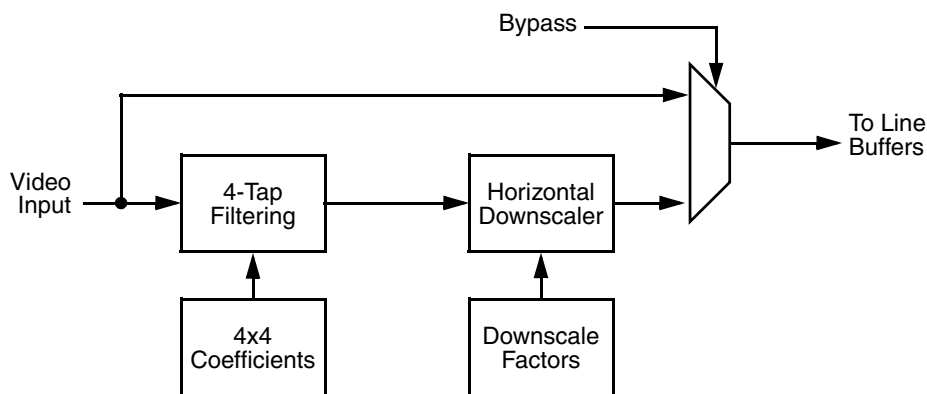 Bypass
To Line
Buffers
Video
Input
4-Tap
Filtering
Horizontal
Downscaler
4x4
Coefficients
Downscale
Factors